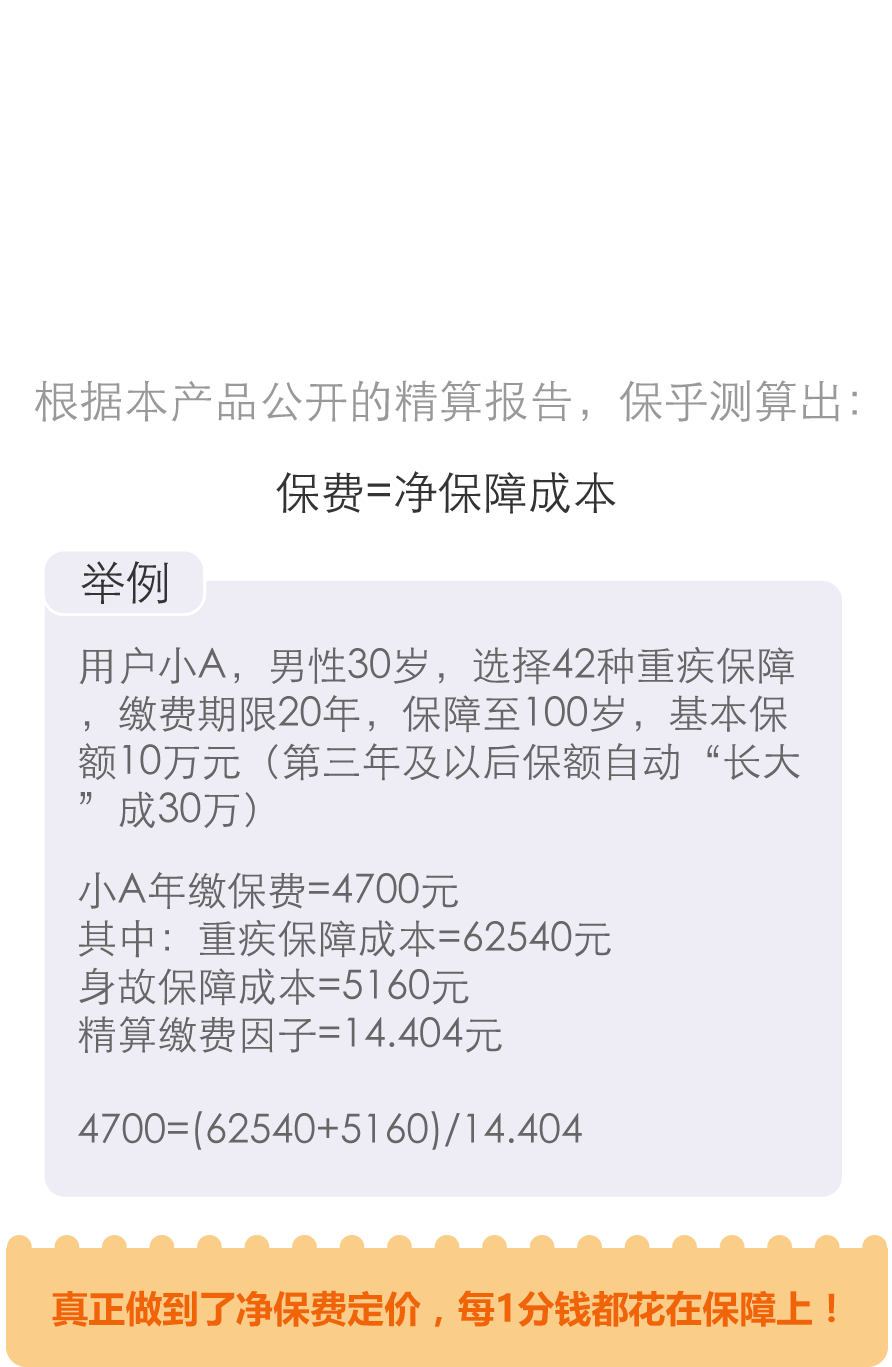 根据本产品公开的精算报告，保乎测算出：
保费=净保障成本
举例
用户小A，男性30岁，选择42种重疾保障
，缴费期限20年，保障至100岁，基本保
额10万元（第三年及以后保额自动“长大
”成30万）
小A年缴保费=4700元
其中：重疾保障成本=62540元
身故保障成本=5160元
精算缴费因子=14.404元
4700=(62540+5160)/14.404
真正做到了净保费定价，每1分钱都花在保障上！